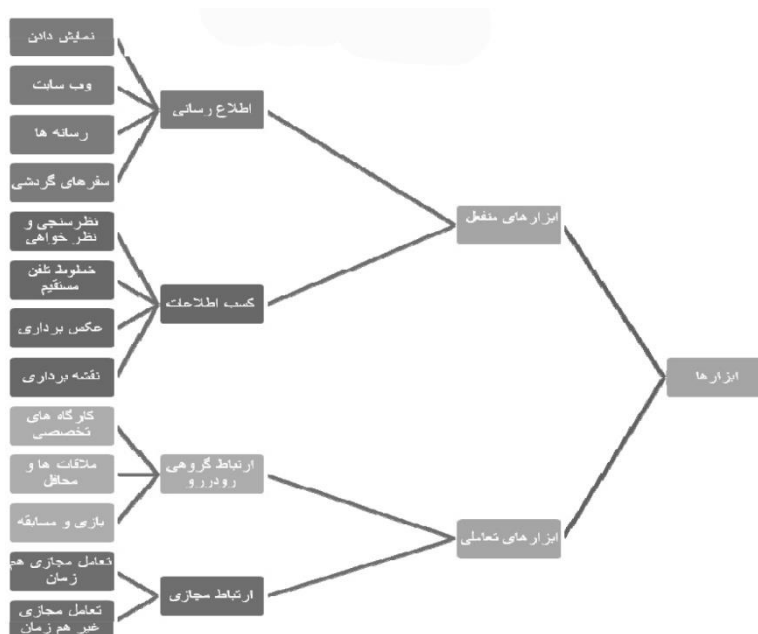 ابزارها
ابزارهای منفعل
ابزارهای تعاملی
اطلاع رسانی
کسب اطلاعات
ارتباط گروهی
رودررو
ارتباط مجازی
نمایش دادن
وب سایت
رسانه ها
سفرهای گردشی
نظرسنجی و
نظر خواهی
خطوط تلفن
مستقیم
عکس برداری
نقشه برداری
کارگاه های
تخصصی
ملاقات ها و
محافل
بازی و مسابقه
تعامل مجازی هم
زمان
تعامل مجازی
غیر هم زمان